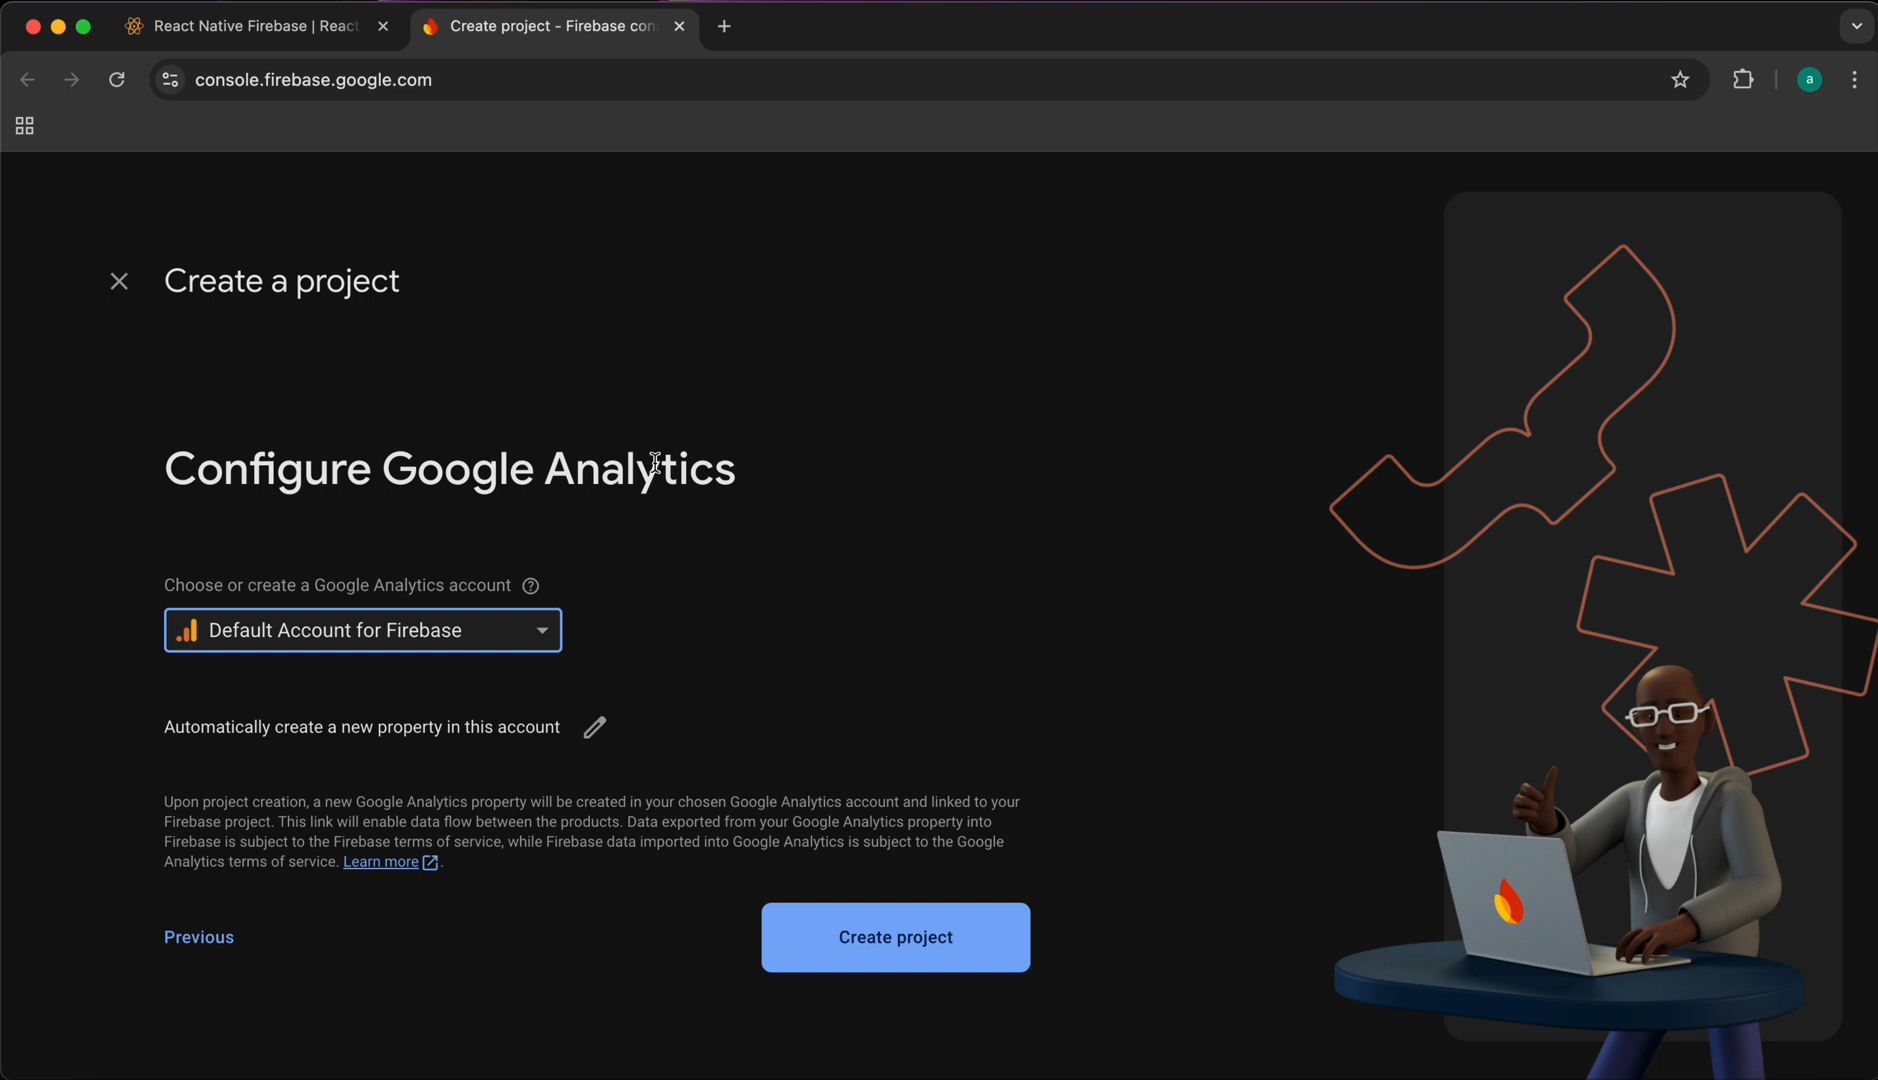 React Native Firebase | React
Create project - Firebase con
console.firebase.google.com
a
Create a project
Configure Google Analytics
Choose or create a Google Analytics account
Default Account for Firebase
Automatically create a new property in this account
Upon project creation, a new Google Analytics property will be created in your chosen Google Analytics account and linked to your
Firebase project. This link will enable data flow between the products. Data exported from your Google Analytics property into
Firebase is subject to the Firebase terms of service, while Firebase data imported into Google Analytics is subject to the Google
Analytics terms of service. Learn more.
Previous
Create project